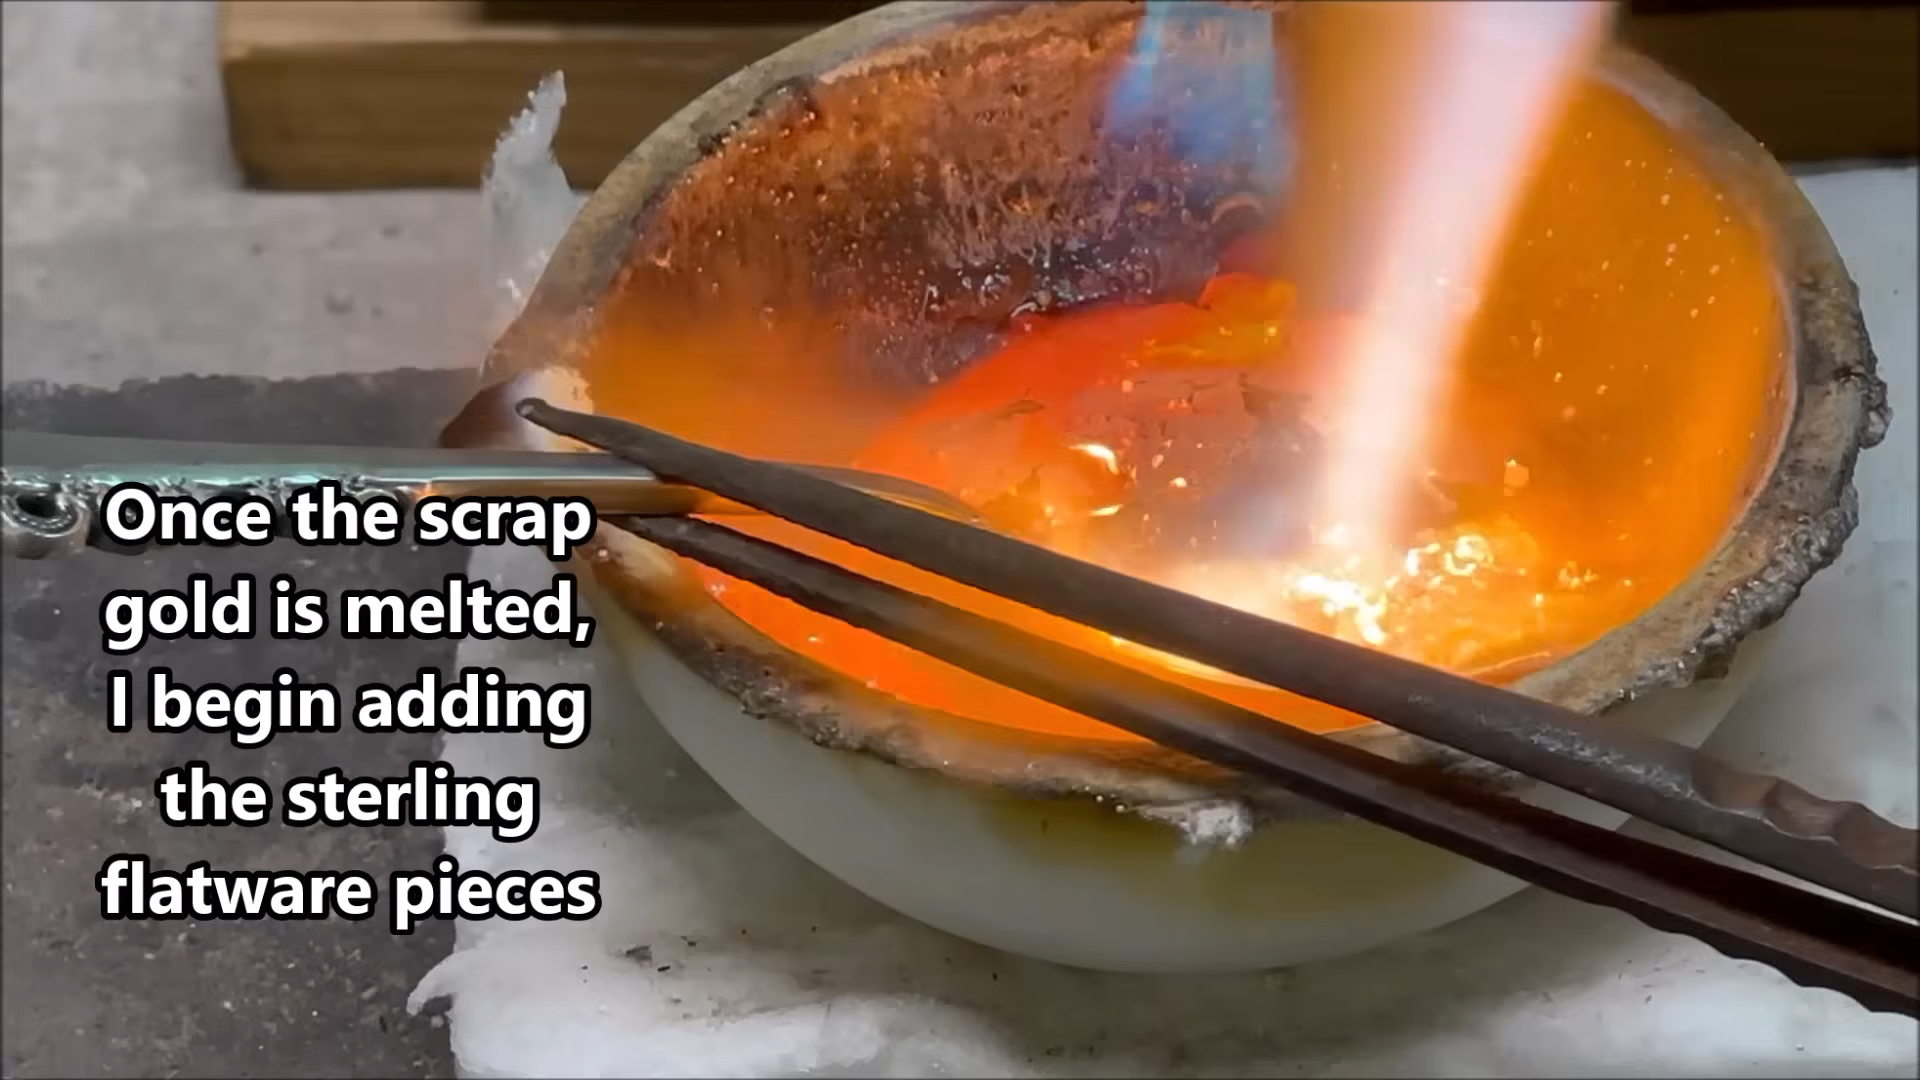 Once the scrap
gold is melted,
I begin adding
the sterling
flatware pieces